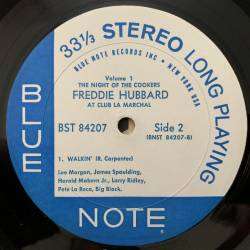 33⅓ STEREO LONG PLAYING
BLUE NOTE RECORDS INC • NEW YORK USA
Volume 1
THE NIGHT OF THE COOKERS
FREDDIE HUBBARD
AT CLUB LA MARCHAL
BST 84207
Side 2
(BNST 84207-B)
1. WALKIN' (R. Carpenter)
Lee Morgan, James Spaulding,
Harold Mabern Jr., Larry Ridley,
Pete La Roca, Big Black.
BLUE
NOTE